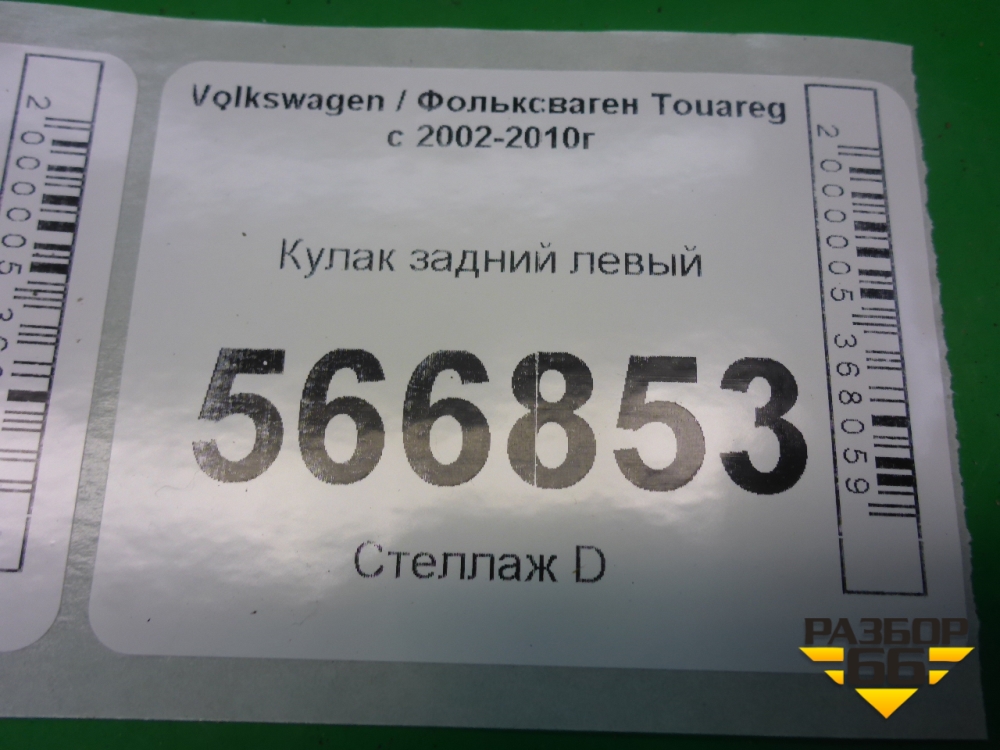 Volkswagen / Фольксваген Touareg
с 2002-2010г
Кулак задний левый
566853
Стеллаж D
2000005368059
РАЗБОР
66